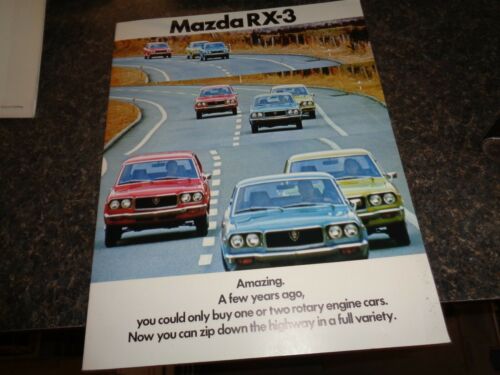 Mazda RX-3
Amazing.
A few years ago,
you could only buy one or two rotary engine cars.
Now you can zip down the highway in a full variety.